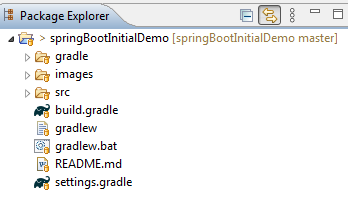 Package Explorer
> springBootInitialDemo [springBootInitialDemo master]
gradle
images
src
build.gradle
gradlew
gradlew.bat
README.md
settings.gradle